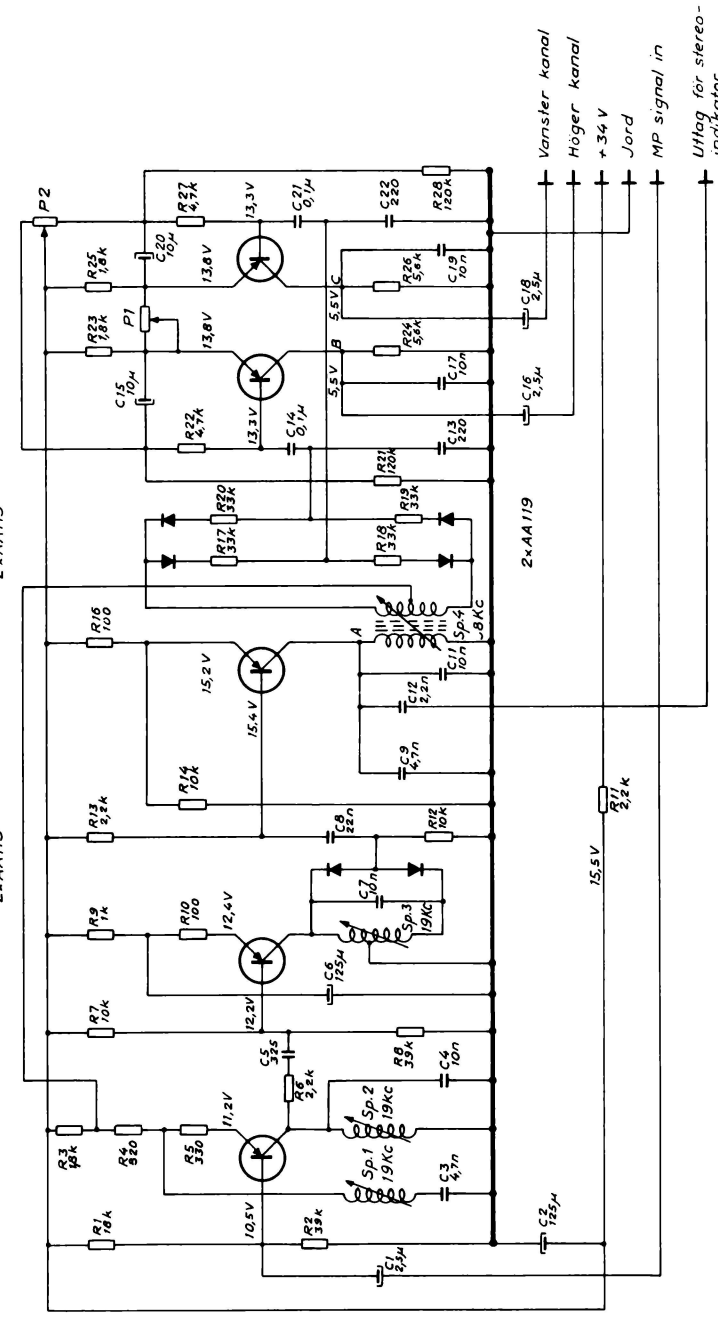 R1
18k
R2
39k
C1
2,5µ
C2
125µ
10,5V
R3
1,8k
R4
820
R5
330
11,2V
Sp.1
19Kc
C3
4,7n
Sp.2
19Kc
C4
10n
R6
2,2k
C5
325
R7
10k
R8
39k
12,2V
R9
1k
R10
100
12,4V
C6
125µ
Sp.3
19Kc
C7
10n
C8
22n
R12
10k
R13
2,2k
R14
10k
15,4V
15,2V
R16
100
A
C9
4,7n
C12
2,2n
C11
10n
Sp.4
8Kc
R17
33k
R20
33k
R18
33k
R19
33k
2xAA119
R21
120k
R22
4,7k
13,3V
C14
0,1µ
C13
220
C15
10µ
R23
1,8k
P1
13,8V
5,5V
B
C16
2,5µ
C17
10n
R24
5,6k
R25
1,8k
C20
10µ
13,8V
13,3V
5,5V
C
C18
2,5µ
R26
5,6k
C19
10n
P2
R27
4,7k
C21
0,1µ
C22
220
R28
120k
15,5V
R11
2,2k
Vänster kanal
Höger kanal
+34V
Jord
MP signal in
Uttag för stereo-
indikator